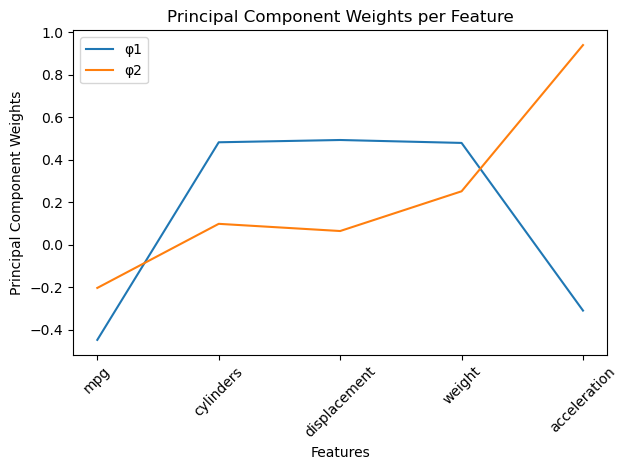 Principal Component Weights per Feature
φ1
φ2
Principal Component Weights
1.0
0.8
0.6
0.4
0.2
0.0
−0.2
−0.4
mpg
cylinders
displacement
weight
acceleration
Features